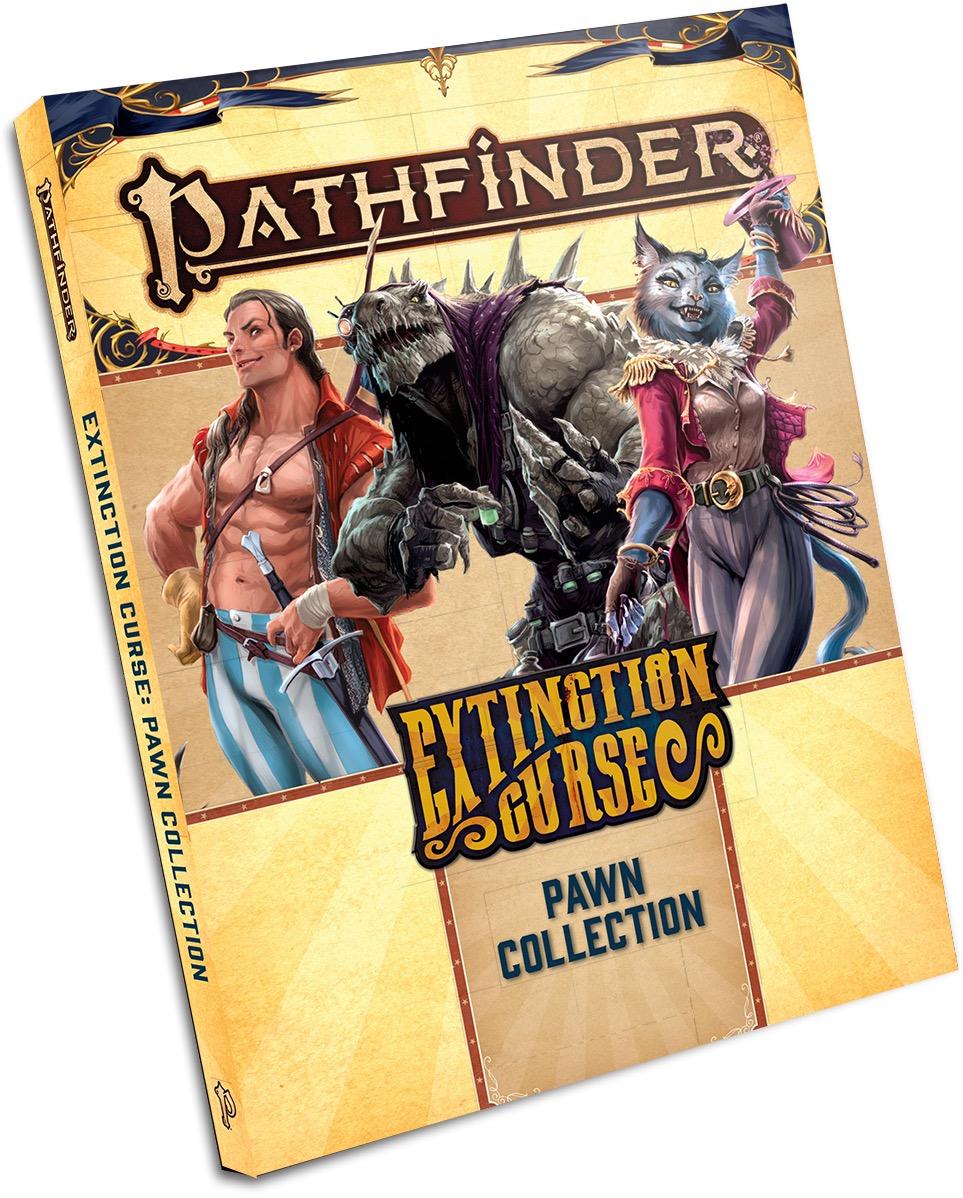 PATHFINDER®
EXTINCTION
CURSE
PAWN
COLLECTION
PATHFINDER
EXTINCTION CURSE: PAWN COLLECTION
P